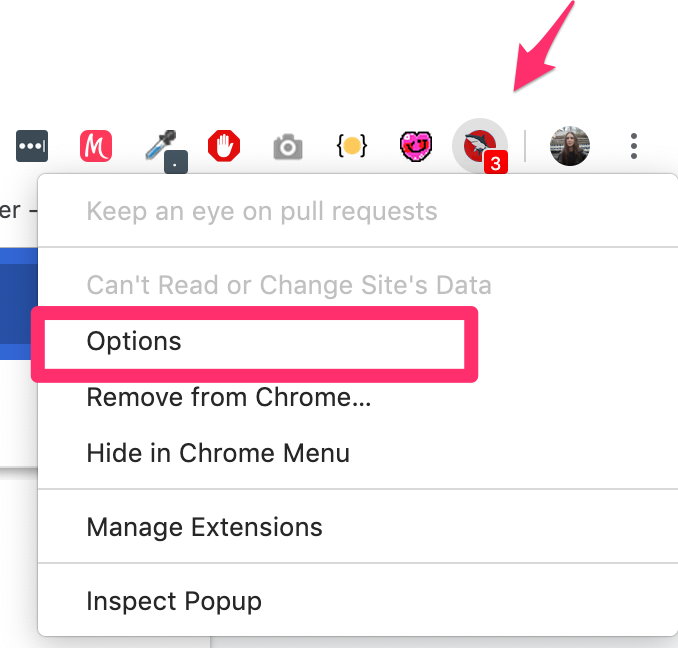 M
3
er -
Keep an eye on pull requests
Can't Read or Change Site's Data
Options
Remove from Chrome...
Hide in Chrome Menu
Manage Extensions
Inspect Popup